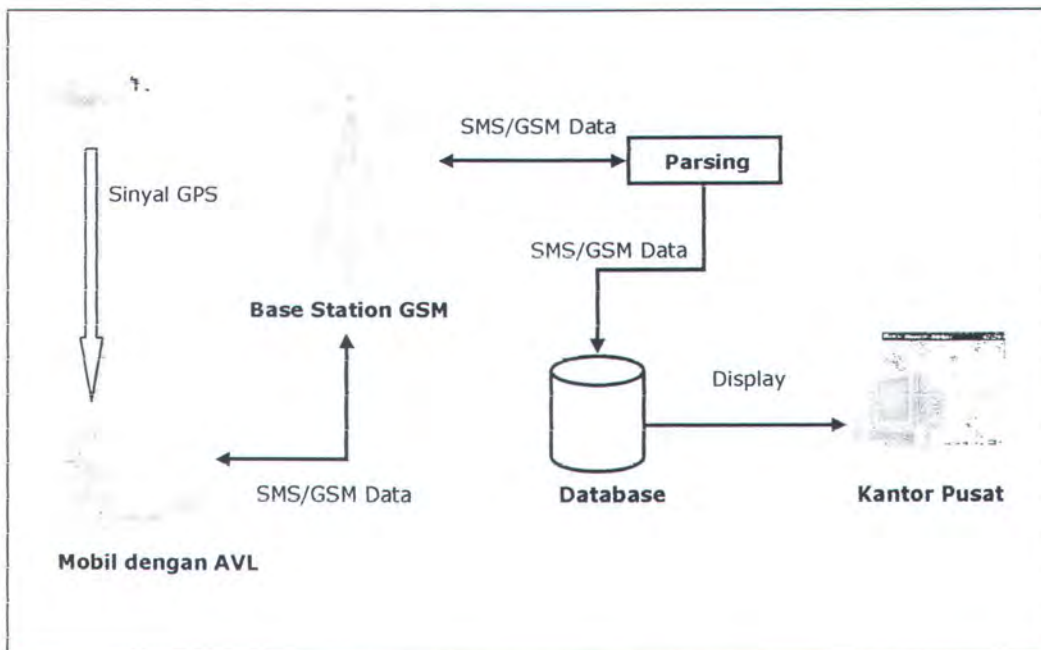 SMS/GSM Data
Parsing
Sinyal GPS
SMS/GSM Data
Base Station GSM
Display
SMS/GSM Data
Database
Kantor Pusat
Mobil dengan AVL